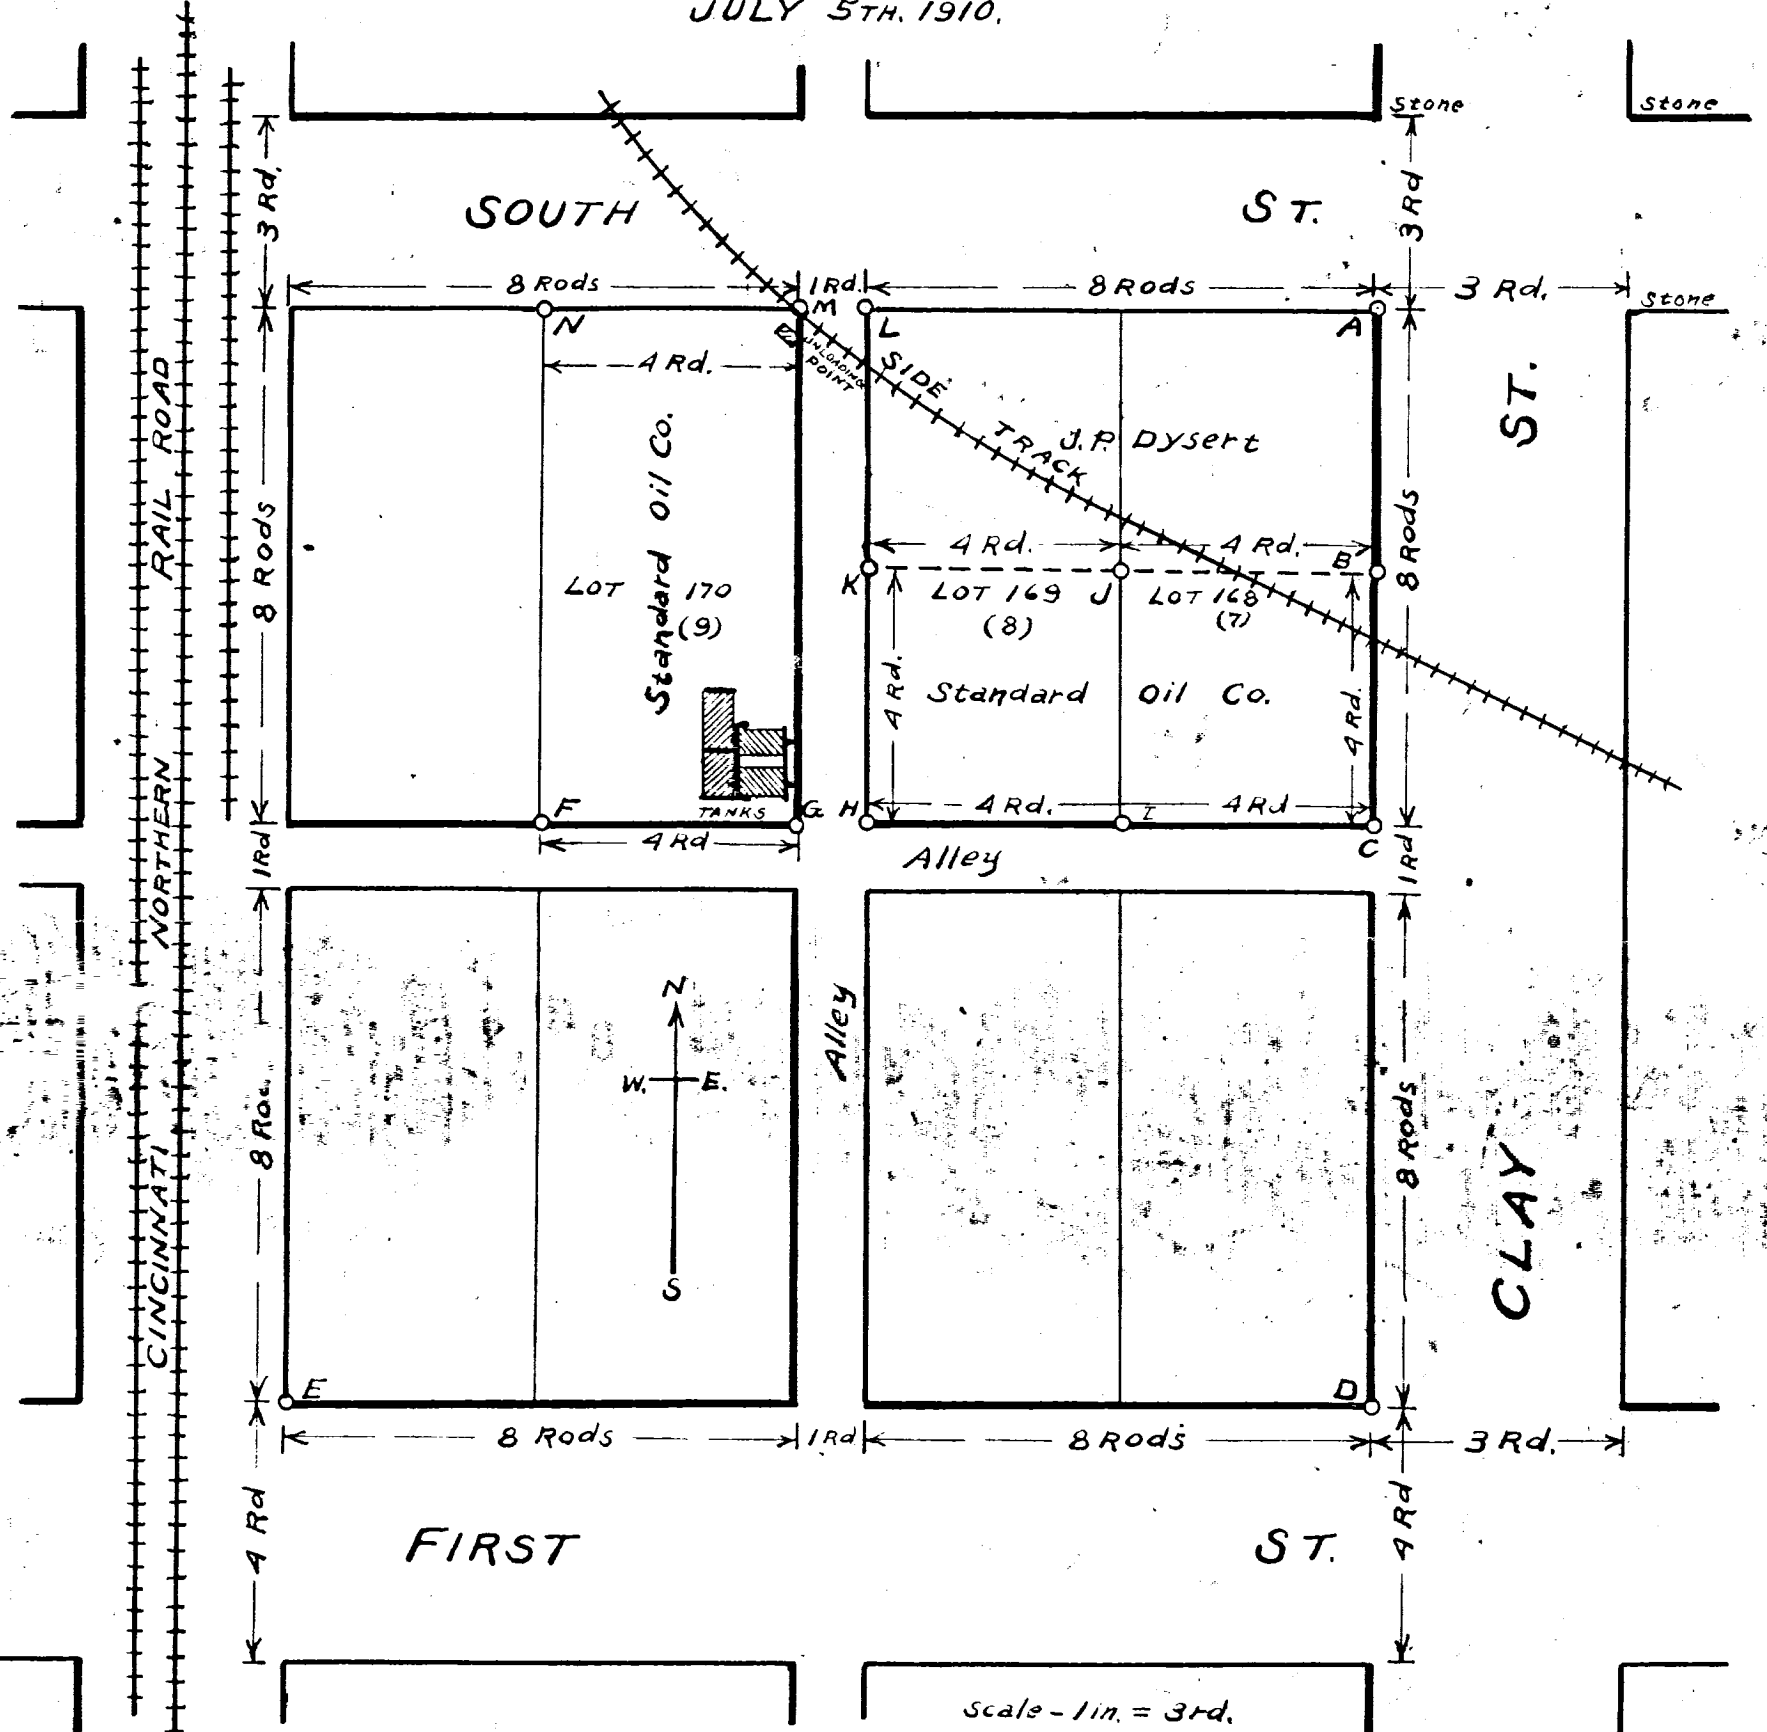 JULY 5TH. 1910.
Stone
Stone
3 Rd.
SOUTH
ST.
3 Rd
8 Rods
1 Rd.
8 Rods
3 Rd.
Stone
N
M
L
A
UNLOADING
POINT
SIDE
TRACK
4 Rd.
J.P. Dysert
ST.
RAIL ROAD
8 Rods
Standard Oil Co.
8 Rods
4 Rd.
4 Rd.
B
K
LOT 169
J
LOT 168
(8)
(7)
LOT 170
(9)
4 Rd.
Standard Oil Co.
4 Rd.
NORTHERN
TANKS
F
G
H
4 Rd.
I
4 Rd
C
4 Rd
1 Rd
Alley
1 Rd
N
W. E.
S
Alley
8 Rods
CLAY
CINCINNATI
E
D
8 Rods
1 Rd
8 Rods
3 Rd.
4 Rd
FIRST
ST.
4 Rd
Scale - 1 in. = 3 rd.